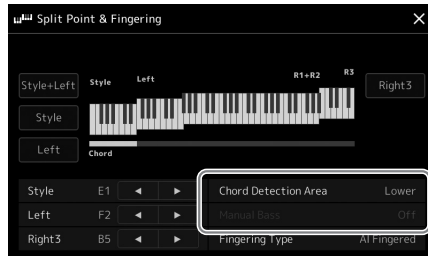 Split Point & Fingering
Style+Left
Style
Left
R1+R2
R3
Right3
Style
Left
Chord
Style E1
Chord Detection Area Lower
Left F2
Manual Bass Off
Right3 B5
Fingering Type AI Fingered